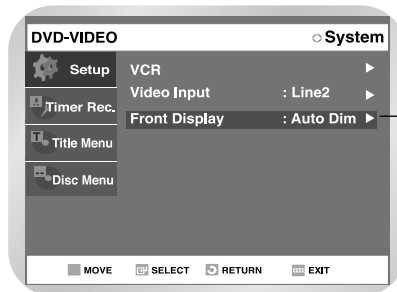 DVD-VIDEO System
Setup
VCR
Video Input : Line2
Timer Rec.
Front Display : Auto Dim
Title Menu
Disc Menu
MOVE SELECT RETURN EXIT